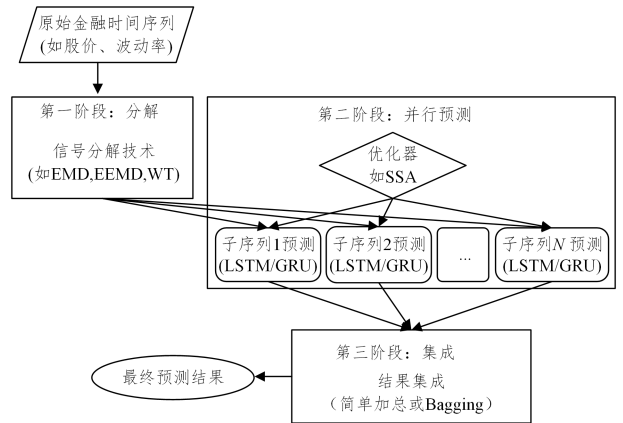 原始金融时间序列
(如股价、波动率)
第一阶段：分解
信号分解技术
(如EMD,EEMD,WT)
第二阶段：并行预测
优化器
如SSA
子序列1预测
(LSTM/GRU)
子序列2预测
(LSTM/GRU)
...
子序列N 预测
(LSTM/GRU)
第三阶段：集成
结果集成
（简单加总或Bagging）
最终预测结果